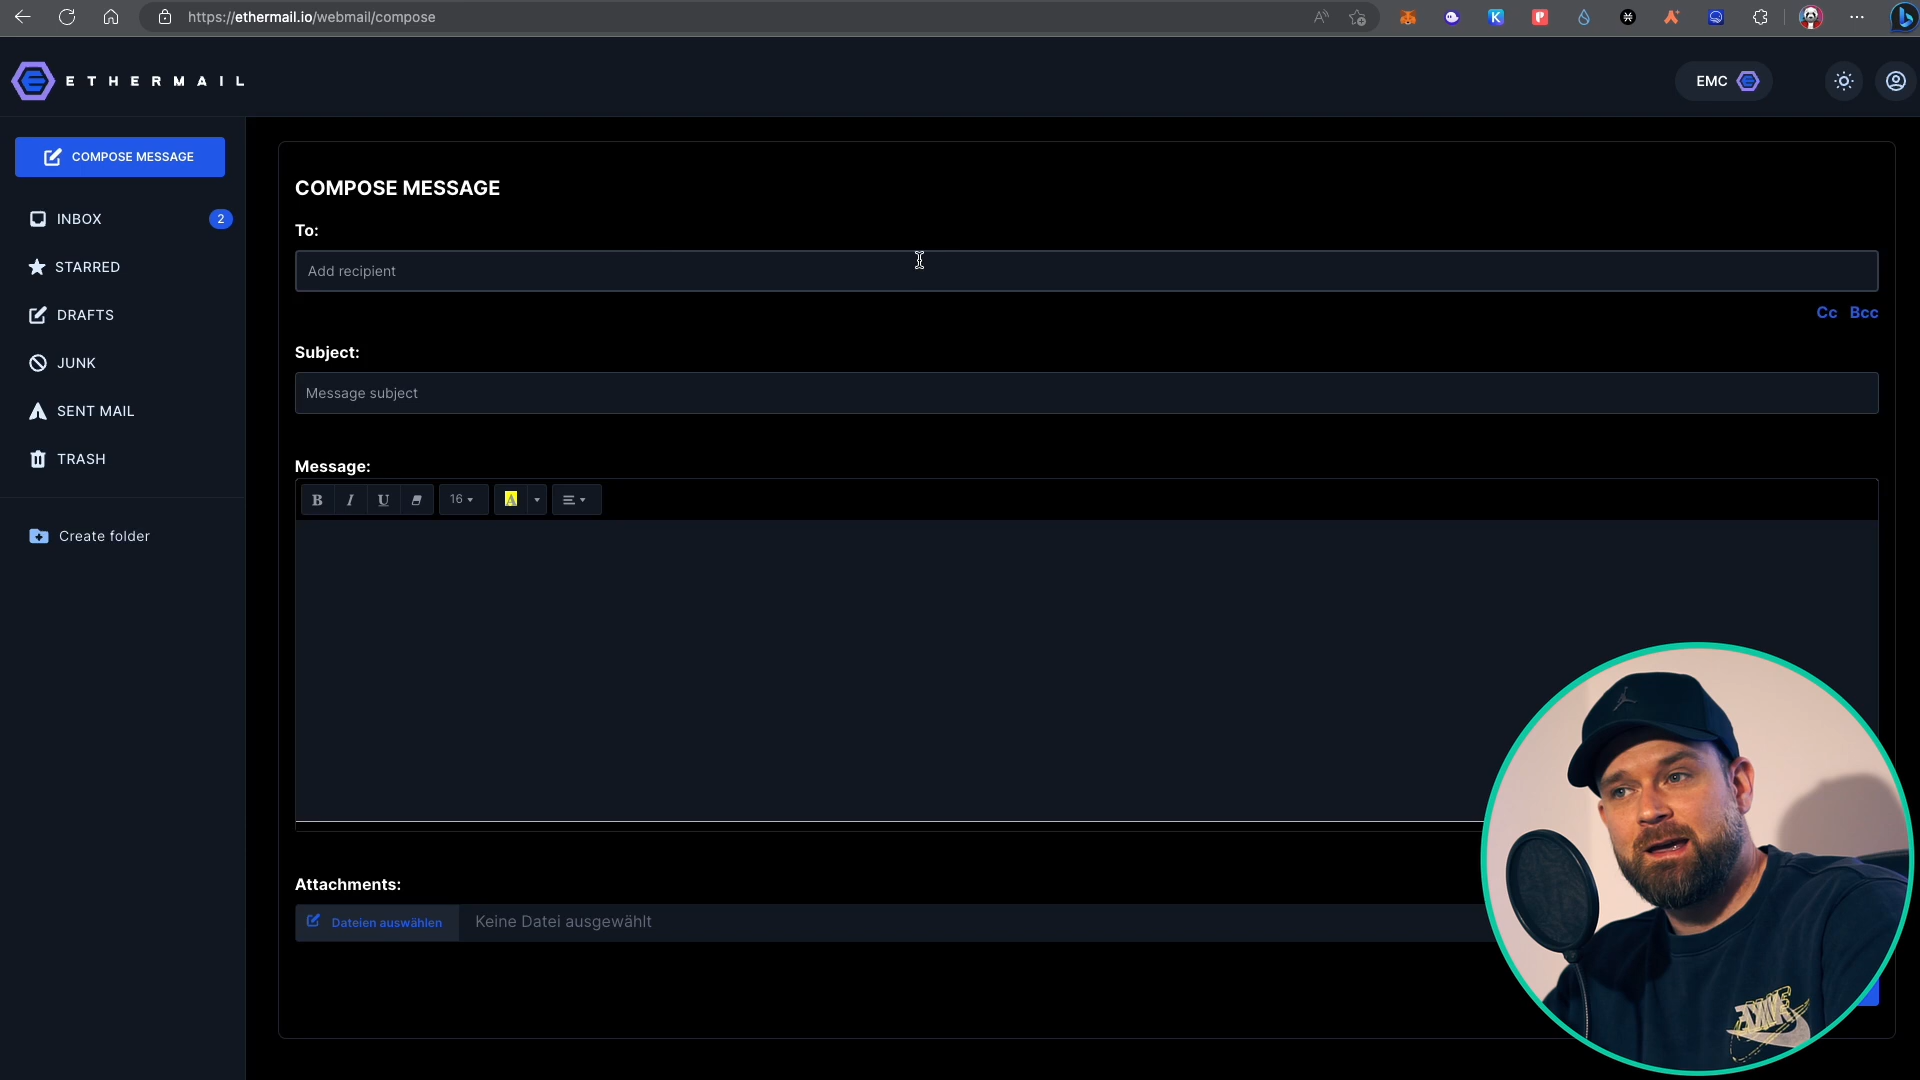 https://ethermail.io/webmail/compose
ETHERMAIL
EMC
COMPOSE MESSAGE
INBOX
2
STARRED
DRAFTS
JUNK
SENT MAIL
TRASH
Create folder
COMPOSE MESSAGE
To:
Add recipient
Cc Bcc
Subject:
Message subject
Message:
B I U 16 A
Attachments:
Dateien auswählen
Keine Datei ausgewählt